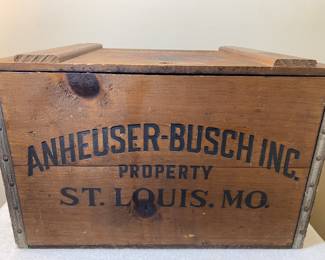 ANHEUSER-BUSCH INC.
PROPERTY
ST. LOUIS. MO.